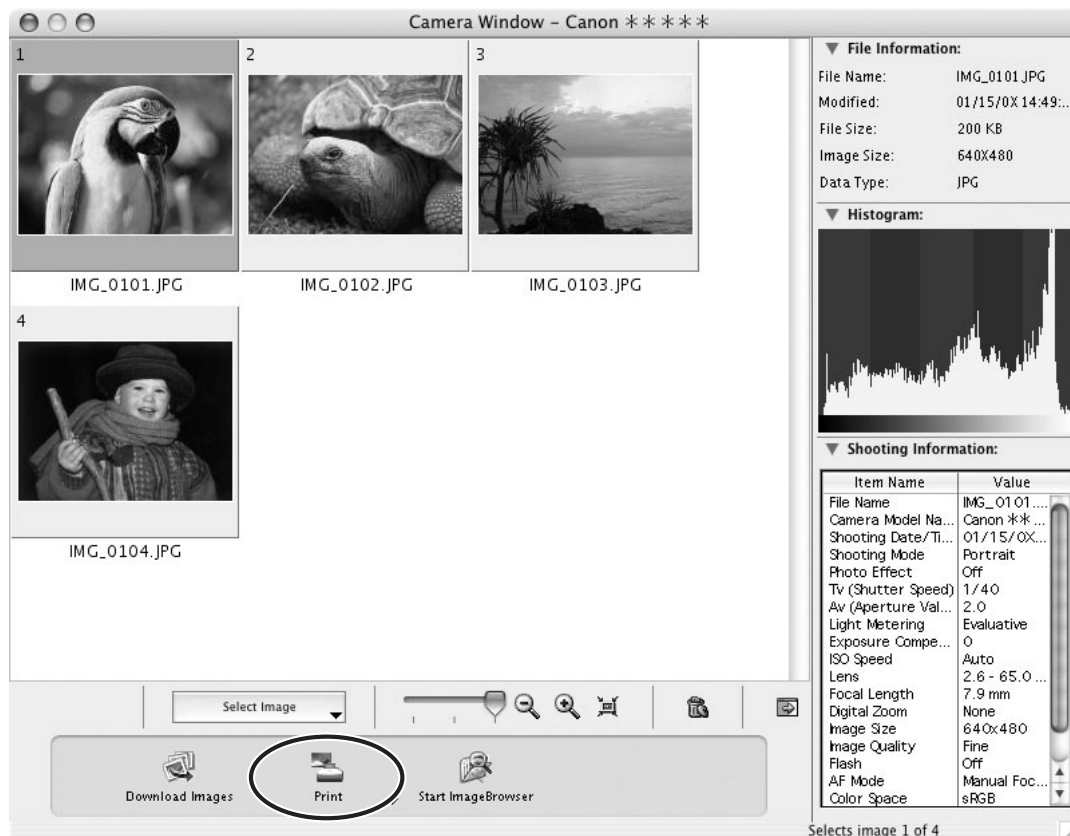 Camera Window – Canon ＊＊＊＊＊
1
2
3
IMG_0101.JPG
IMG_0102.JPG
IMG_0103.JPG
4
IMG_0104.JPG
Select Image
Download Images
Print
Start ImageBrowser
▼ File Information:
File Name: IMG_0101.JPG
Modified: 01/15/0X 14:49:..
File Size: 200 KB
Image Size: 640X480
Data Type: JPG
▼ Histogram:
▼ Shooting Information:
Item Name Value
File Name IMG_0101....
Camera Model Na... Canon ＊＊ ...
Shooting Date/Ti... 01/15/0X...
Shooting Mode Portrait
Photo Effect Off
Tv (Shutter Speed) 1/40
Av (Aperture Val... 2.0
Light Metering Evaluative
Exposure Compe... 0
ISO Speed Auto
Lens 2.6 - 65.0 ...
Focal Length 7.9 mm
Digital Zoom None
Image Size 640x480
Image Quality Fine
Flash Off
AF Mode Manual Foc...
Color Space sRGB
Selects image 1 of 4